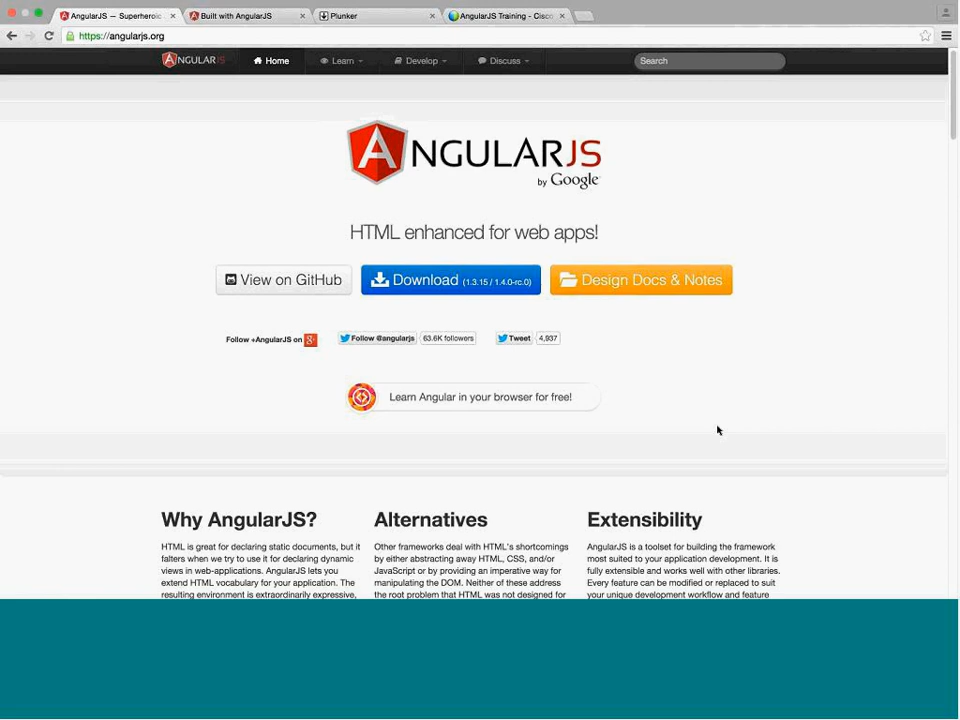 AngularJS — Superheroic
Built with AngularJS
Plunker
AngularJS Training - Cisco
https://angularjs.org
ANGULARJS
Home
Learn
Develop
Discuss
Search
ANGULARJS
by Google
HTML enhanced for web apps!
View on GitHub
Download (1.3.15 / 1.4.0-rc.0)
Design Docs & Notes
Follow +AngularJS on
Follow @angularjs
63.6K followers
Tweet
4,937
Learn Angular in your browser for free!
Why AngularJS?
HTML is great for declaring static documents, but it
falters when we try to use it for declaring dynamic
views in web-applications. AngularJS lets you
extend HTML vocabulary for your application. The
resulting environment is extraordinarily expressive,
Alternatives
Other frameworks deal with HTML's shortcomings
by either abstracting away HTML, CSS, and/or
JavaScript or by providing an imperative way for
manipulating the DOM. Neither of these address
the root problem that HTML was not designed for
Extensibility
AngularJS is a toolset for building the framework
most suited to your application development. It is
fully extensible and works well with other libraries.
Every feature can be modified or replaced to suit
your unique development workflow and feature